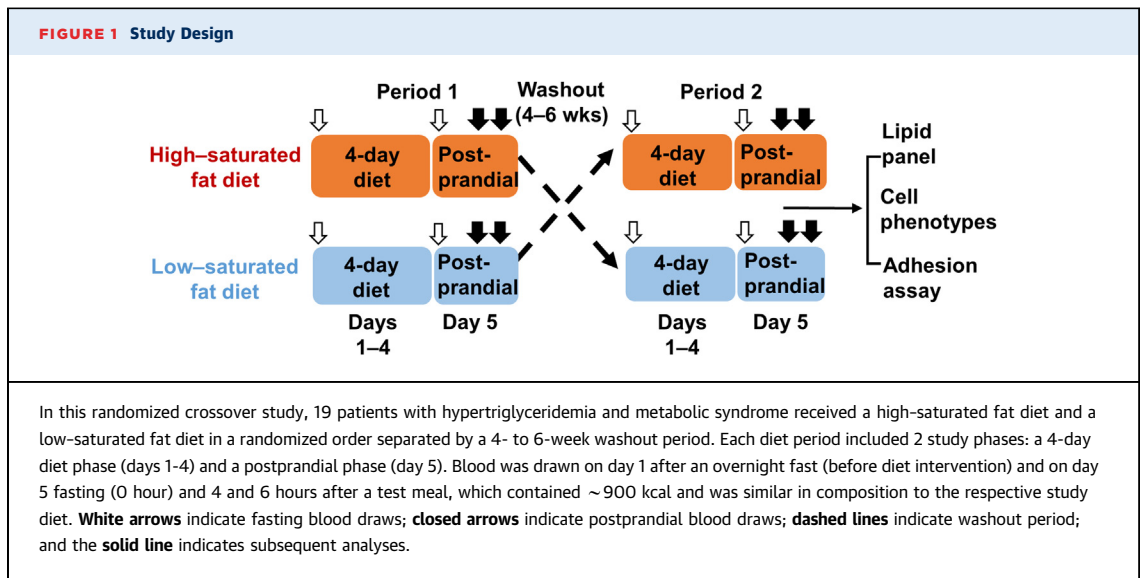 FIGURE 1 Study Design
Period 1
Washout
(4–6 wks)
Period 2
High–saturated
fat diet
4-day
diet
Post-
prandial
4-day
diet
Post-
prandial
Low–saturated
fat diet
4-day
diet
Post-
prandial
4-day
diet
Post-
prandial
Days
1–4
Day 5
Days
1–4
Day 5
Lipid
panel
Cell
phenotypes
Adhesion
assay
In this randomized crossover study, 19 patients with hypertriglyceridemia and metabolic syndrome received a high-saturated fat diet and a
low-saturated fat diet in a randomized order separated by a 4- to 6-week washout period. Each diet period included 2 study phases: a 4-day
diet phase (days 1-4) and a postprandial phase (day 5). Blood was drawn on day 1 after an overnight fast (before diet intervention) and on day
5 fasting (0 hour) and 4 and 6 hours after a test meal, which contained ~900 kcal and was similar in composition to the respective study
diet. White arrows indicate fasting blood draws; closed arrows indicate postprandial blood draws; dashed lines indicate washout period;
and the solid line indicates subsequent analyses.